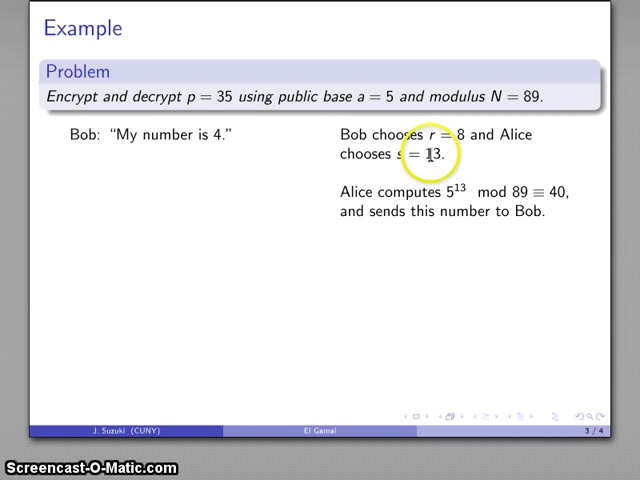 Example
Problem
Encrypt and decrypt p = 35 using public base a = 5 and modulus N = 89.
Bob: “My number is 4.”
Bob chooses r = 8 and Alice
chooses s = 13.
Alice computes 5¹³ mod 89 ≡ 40,
and sends this number to Bob.
J. Suzuki (CUNY)
El Gamal
3 / 4
Screencast-O-Matic.com